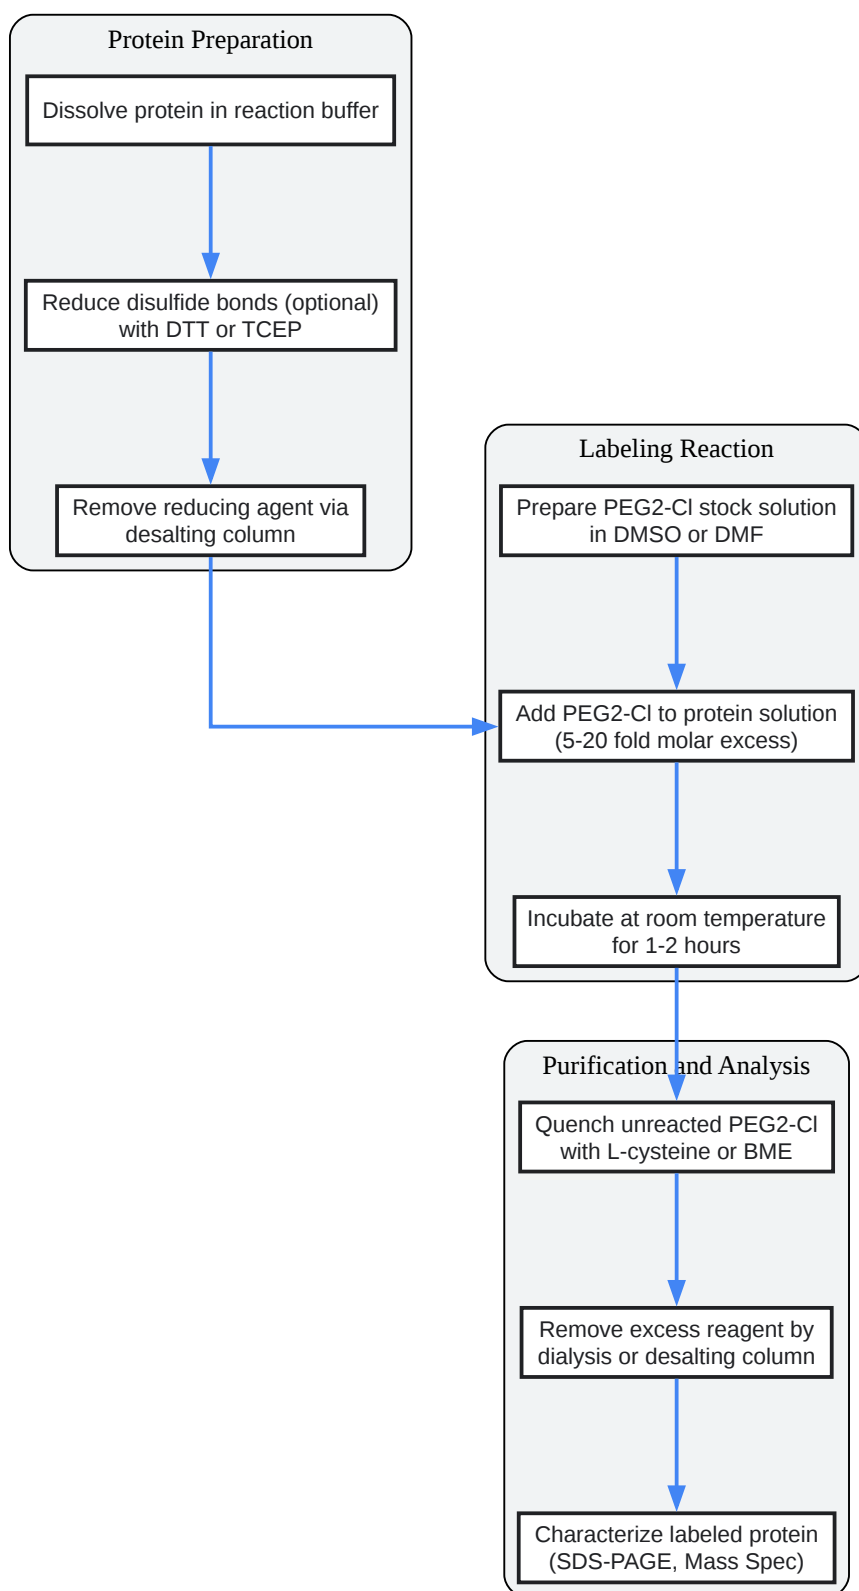 Protein Preparation
Dissolve protein in reaction buffer
Reduce disulfide bonds (optional)
with DTT or TCEP
Remove reducing agent via
desalting column
Labeling Reaction
Prepare PEG2-Cl stock solution
in DMSO or DMF
Add PEG2-Cl to protein solution
(5-20 fold molar excess)
Incubate at room temperature
for 1-2 hours
Purification and Analysis
Quench unreacted PEG2-Cl
with L-cysteine or BME
Remove excess reagent by
dialysis or desalting column
Characterize labeled protein
(SDS-PAGE, Mass Spec)